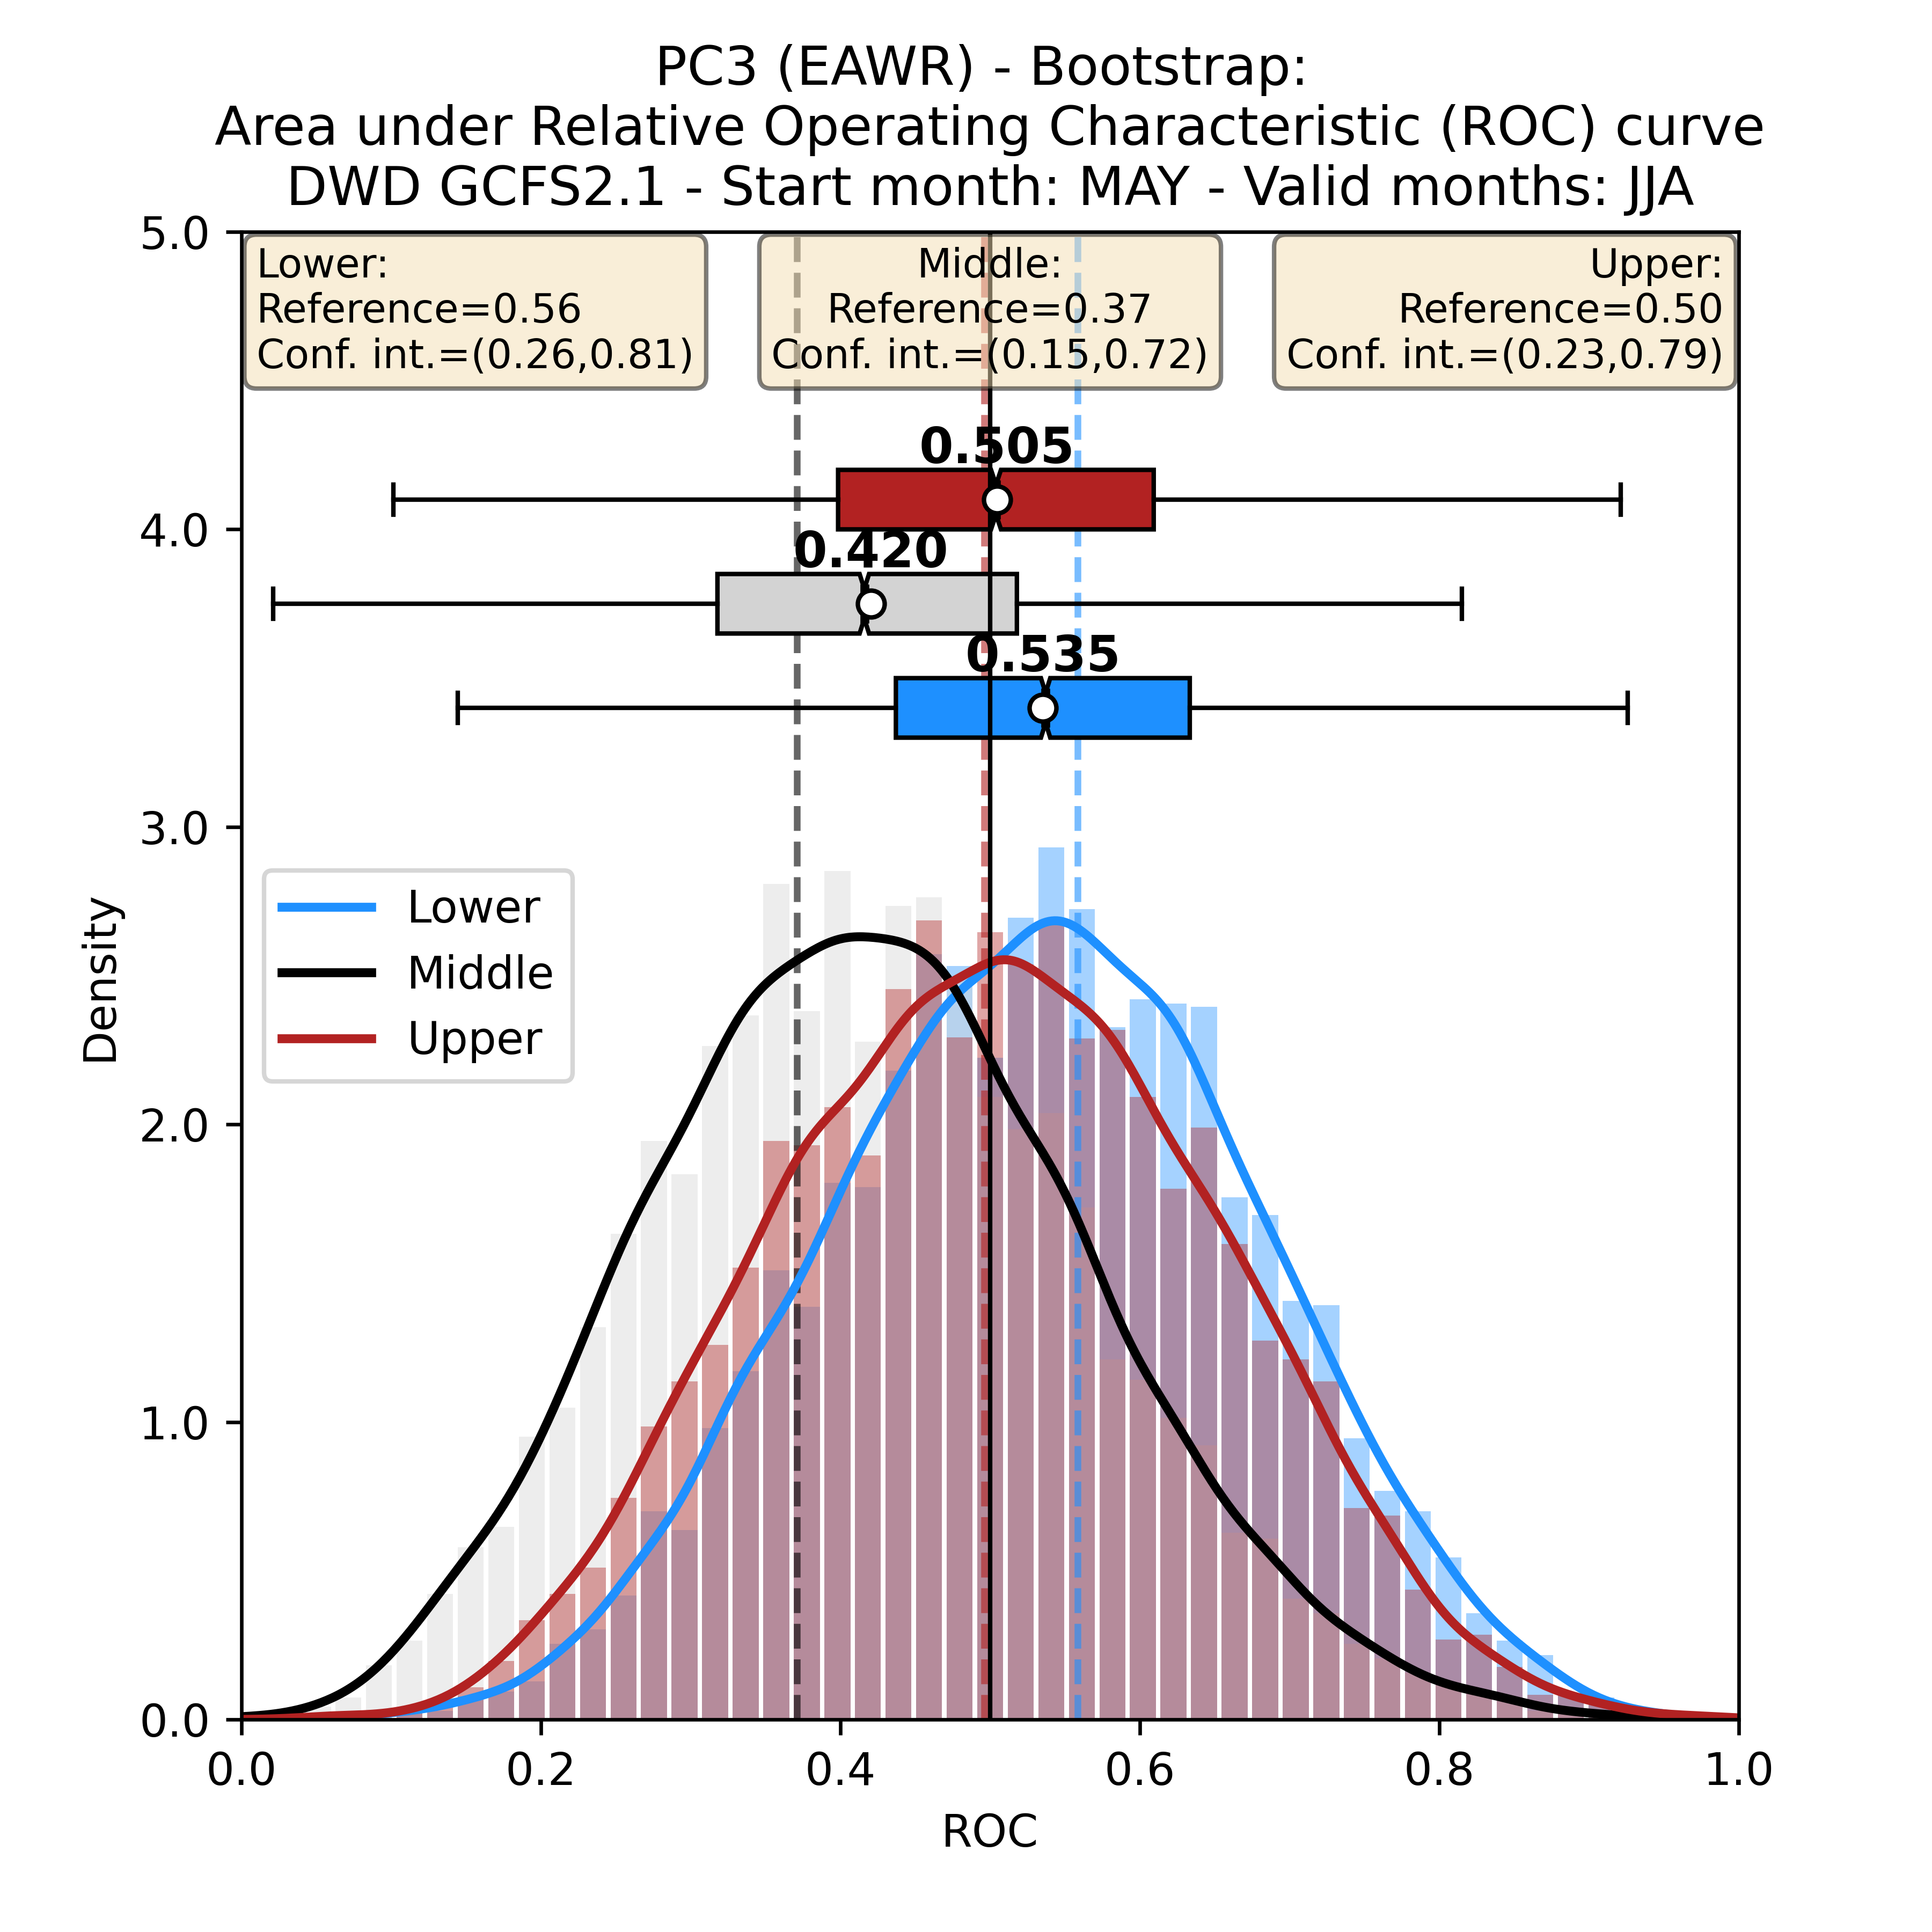 PC3 (EAWR) - Bootstrap:
Area under Relative Operating Characteristic (ROC) curve
DWD GCFS2.1 - Start month: MAY - Valid months: JJA
Lower:
Reference=0.56
Conf. int.=(0.26,0.81)
Middle:
Reference=0.37
Conf. int.=(0.15,0.72)
Upper:
Reference=0.50
Conf. int.=(0.23,0.79)
0.505
0.420
0.535
Lower
Middle
Upper
Density
5.0
4.0
3.0
2.0
1.0
0.0
0.0
0.2
0.4
0.6
0.8
1.0
ROC